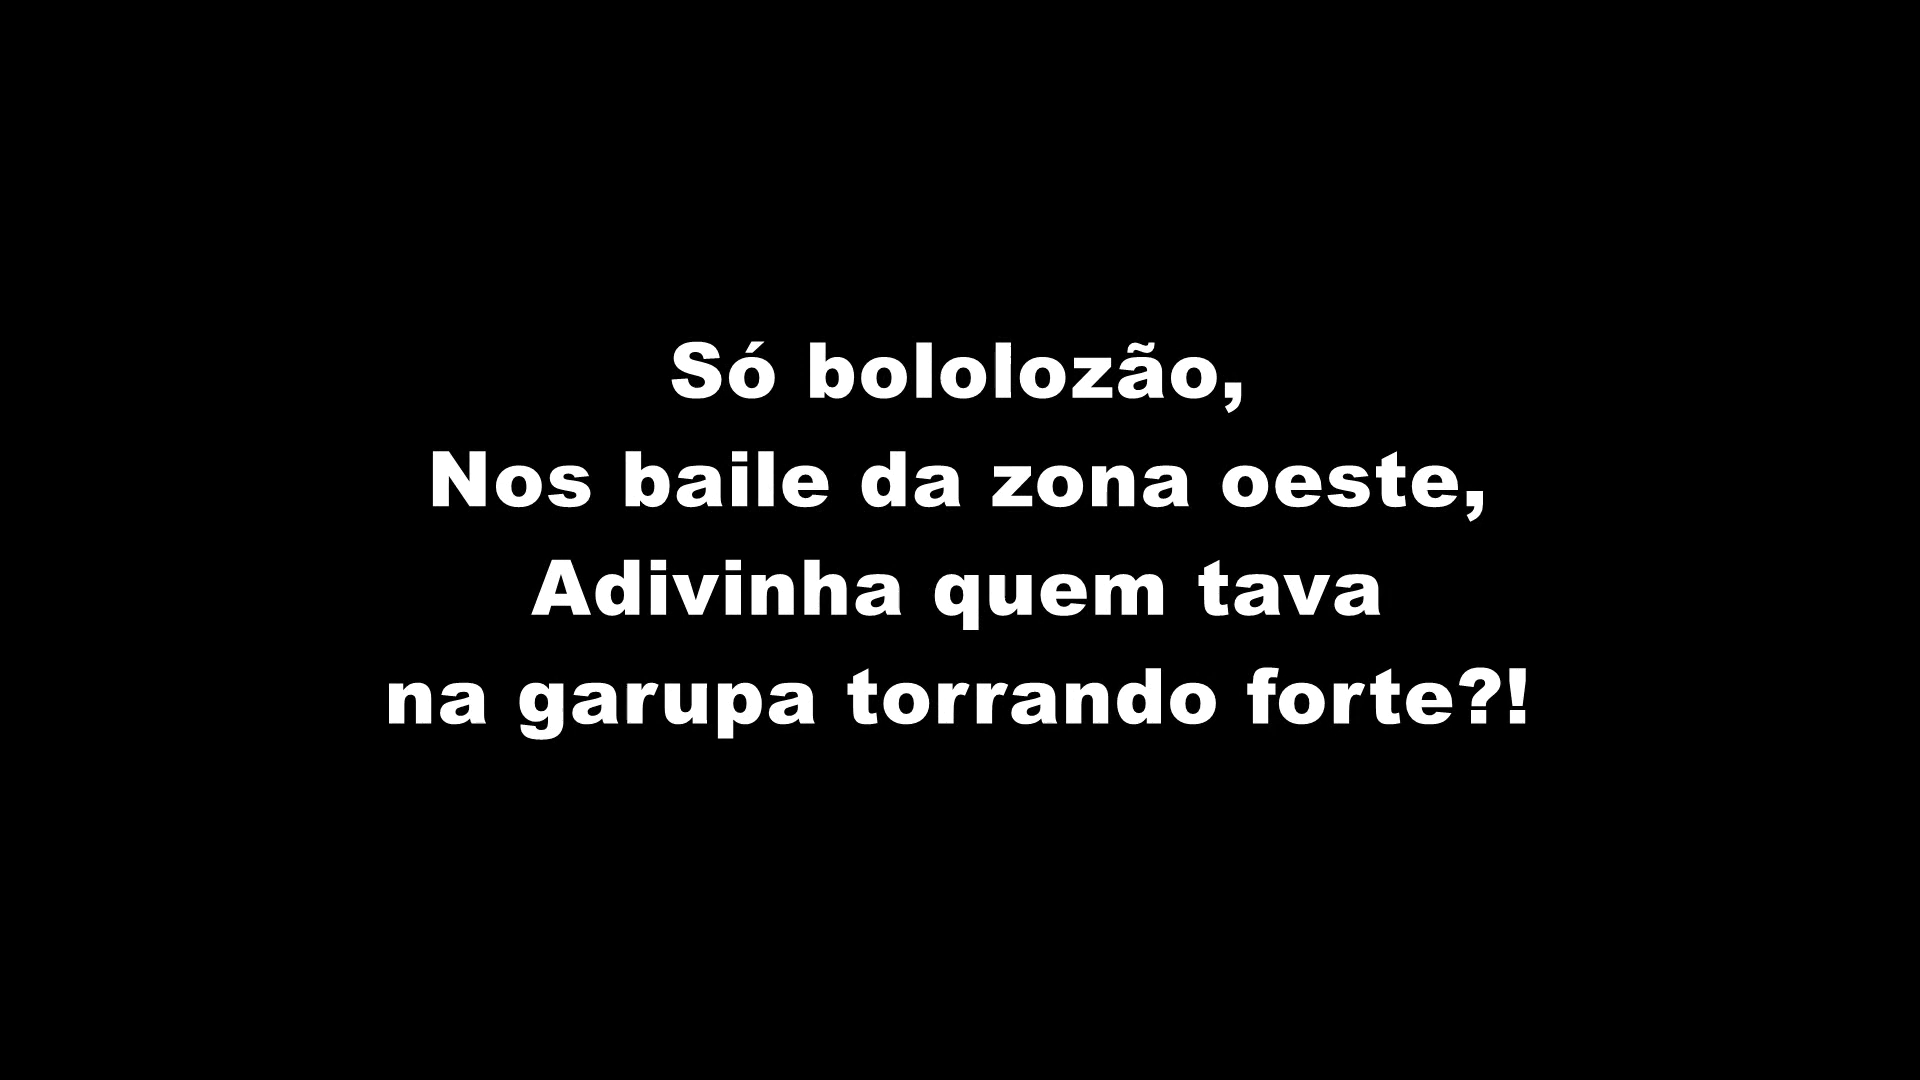 Só bololozão,
Nos baile da zona oeste,
Adivinha quem tava
na garupa torrando forte?!